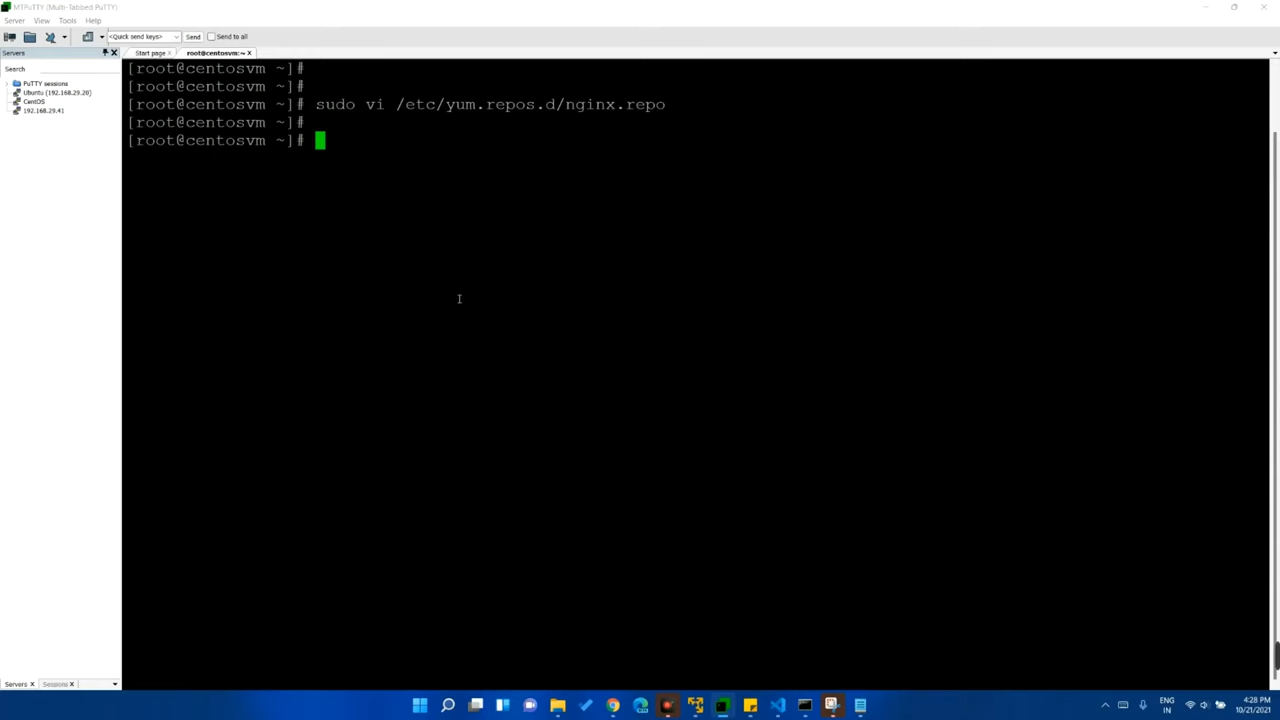 MTPuTTY (Multi-Tabbed PuTTY)
Server View Tools Help
<Quick send keys> Send Send to all
Servers Start page root@centosvm:~
Search
PuTTY sessions
Ubuntu (192.168.29.20)
CentOS
192.168.29.41
[root@centosvm ~]#
[root@centosvm ~]#
[root@centosvm ~]# sudo vi /etc/yum.repos.d/nginx.repo
[root@centosvm ~]#
[root@centosvm ~]#
Servers Sessions
ENG 4:28 PM
IN 10/21/2021